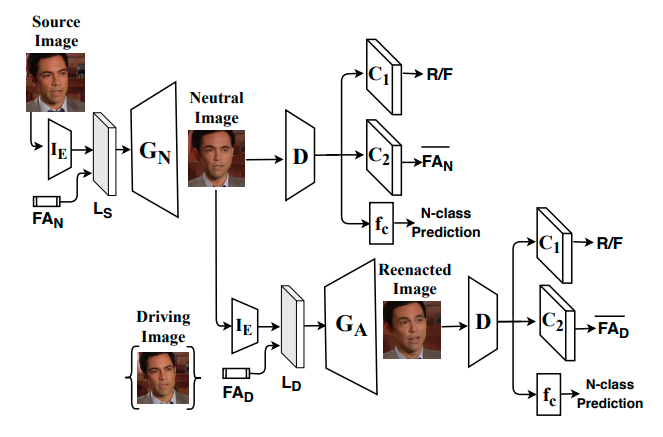 Source
Image
I_E
FA_N
L_S
G_N
Neutral
Image
D
C_1
R/F
C_2
\overline{FA_N}
f_c
N-class
Prediction
Driving
Image
I_E
FA_D
L_D
G_A
Reenacted
Image
D
C_1
R/F
C_2
\overline{FA_D}
f_c
N-class
Prediction